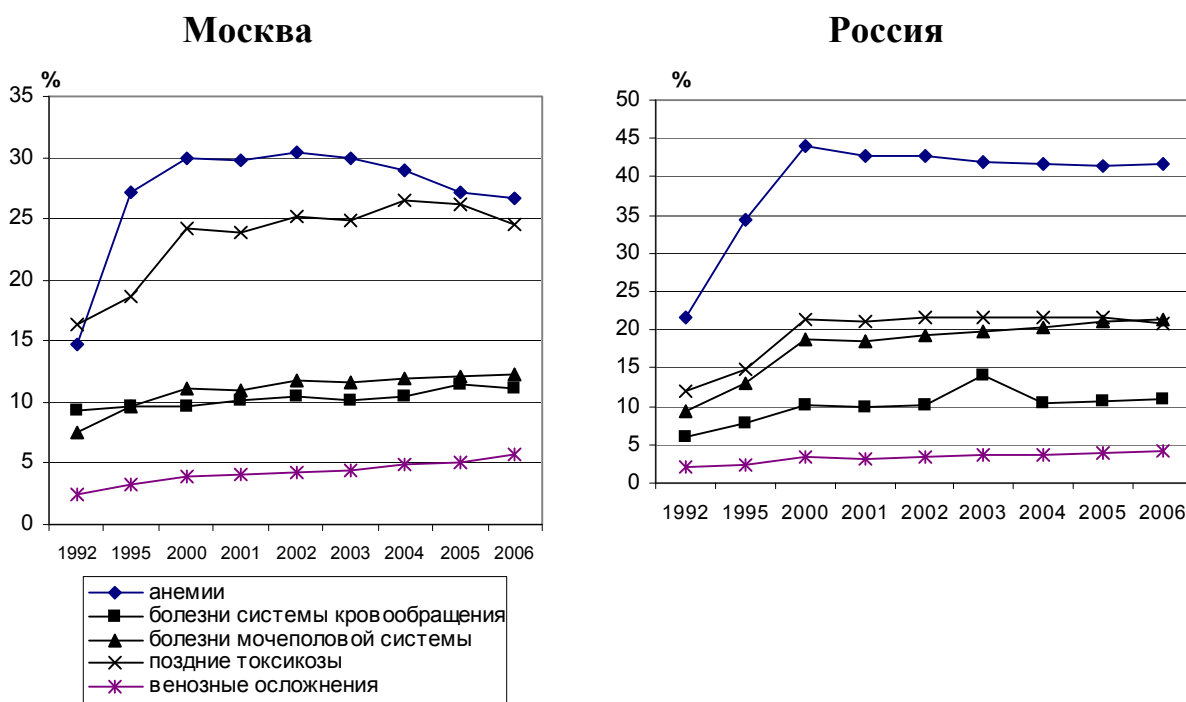 Москва
Россия
%
35
30
25
20
15
10
5
0
1992 1995 2000 2001 2002 2003 2004 2005 2006
%
50
45
40
35
30
25
20
15
10
5
0
1992 1995 2000 2001 2002 2003 2004 2005 2006
анемии
болезни системы кровообращения
болезни мочеполовой системы
поздние токсикозы
венозные осложнения